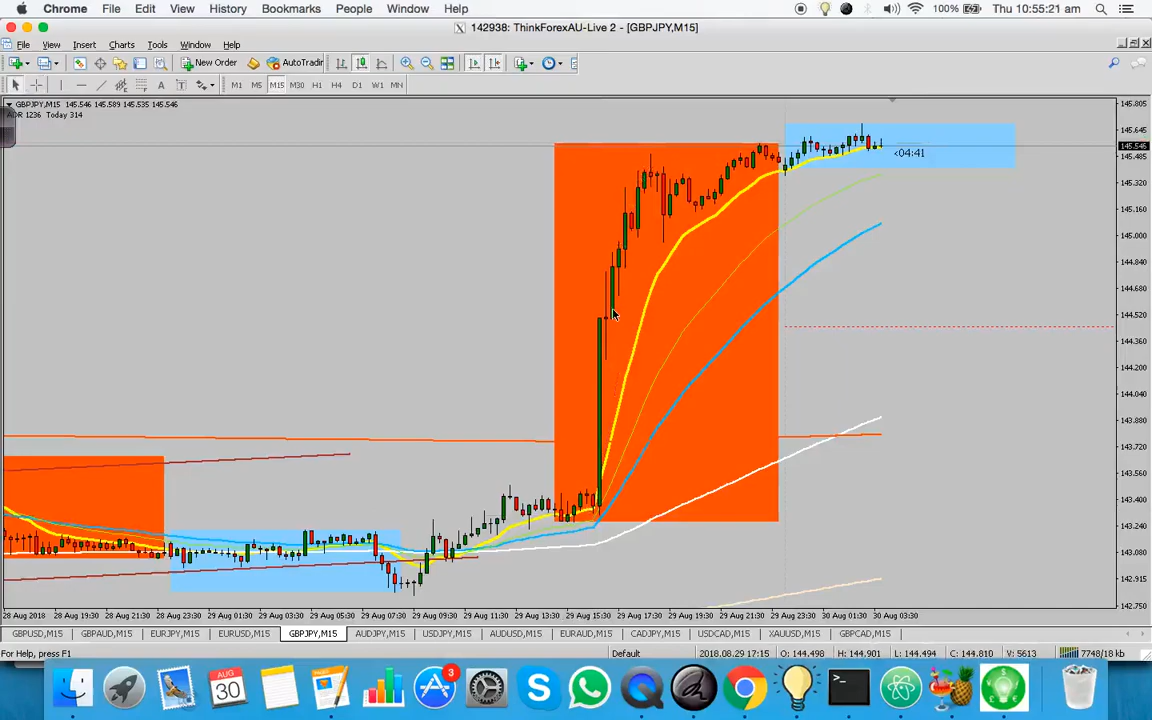 Chrome File Edit View History Bookmarks People Window Help 100% Thu 10:55:21 am
142938: ThinkForexAU-Live 2 - [GBPJPY,M15]
File View Insert Charts Tools Window Help
New Order AutoTradin
A T M1 M5 M15 M30 H1 H4 D1 W1 MN
GBPJPY,M15 145.546 145.589 145.535 145.546
ADR 1236 Today 314
145.805
145.645
145.546
145.485
<04:41
145.320
145.160
145.000
144.840
144.680
144.520
144.360
144.200
144.040
143.880
143.720
143.560
143.400
143.240
143.080
142.915
142.750
28 Aug 2018 28 Aug 19:30 28 Aug 21:30 28 Aug 23:30 29 Aug 01:30 29 Aug 03:30 29 Aug 05:30 29 Aug 07:30 29 Aug 09:30 29 Aug 11:30 29 Aug 13:30 29 Aug 15:30 29 Aug 17:30 29 Aug 19:30 29 Aug 21:30 29 Aug 23:30 30 Aug 01:30 30 Aug 03:30
GBPUSD,M15 GBPAUD,M15 EURJPY,M15 EURUSD,M15 GBPJPY,M15 AUDJPY,M15 USDJPY,M15 AUDUSD,M15 EURAUD,M15 CADJPY,M15 USDCAD,M15 XAUUSD,M15 GBPCAD,M15
For Help, press F1 Default 2018.08.29 17:15 O: 144.498 H: 144.901 L: 144.494 C: 144.810 V: 5613 7748/18 kb
AUG
30
3